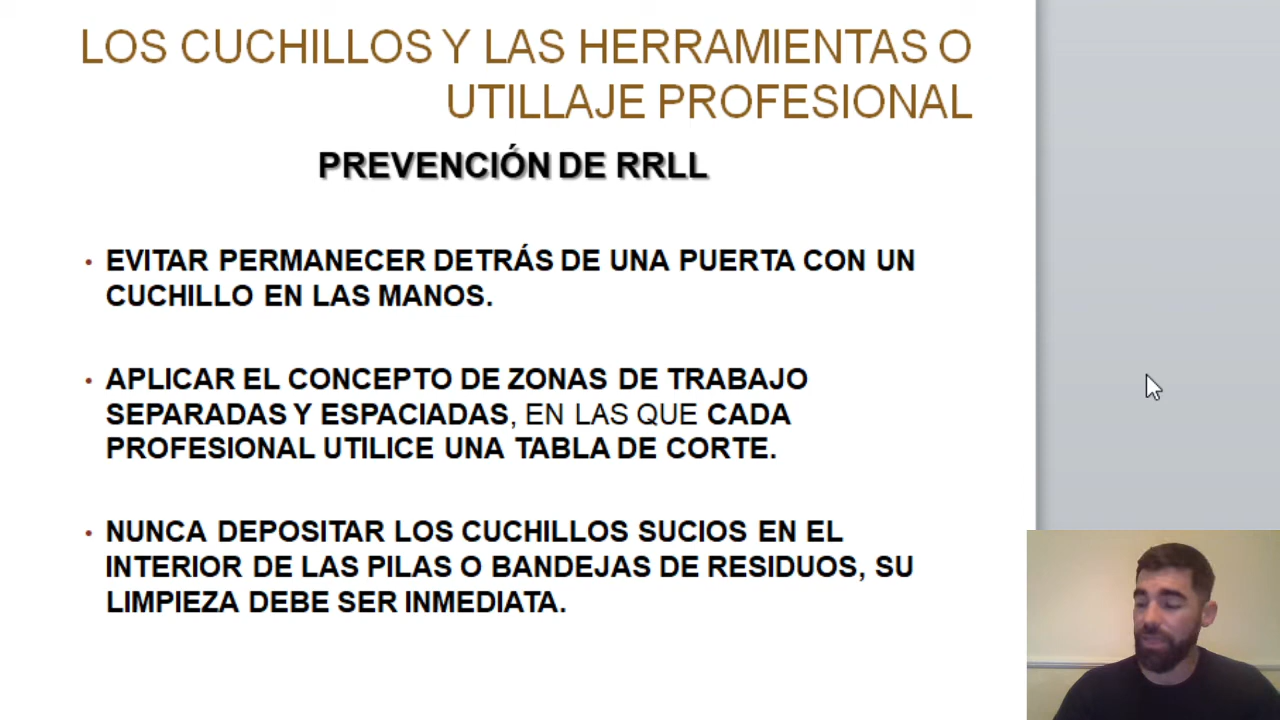 LOS CUCHILLOS Y LAS HERRAMIENTAS O
UTILLAJE PROFESIONAL
PREVENCIÓN DE RRLL
• EVITAR PERMANECER DETRÁS DE UNA PUERTA CON UN
CUCHILLO EN LAS MANOS.
• APLICAR EL CONCEPTO DE ZONAS DE TRABAJO
SEPARADAS Y ESPACIADAS, EN LAS QUE CADA
PROFESIONAL UTILICE UNA TABLA DE CORTE.
• NUNCA DEPOSITAR LOS CUCHILLOS SUCIOS EN EL
INTERIOR DE LAS PILAS O BANDEJAS DE RESIDUOS, SU
LIMPIEZA DEBE SER INMEDIATA.